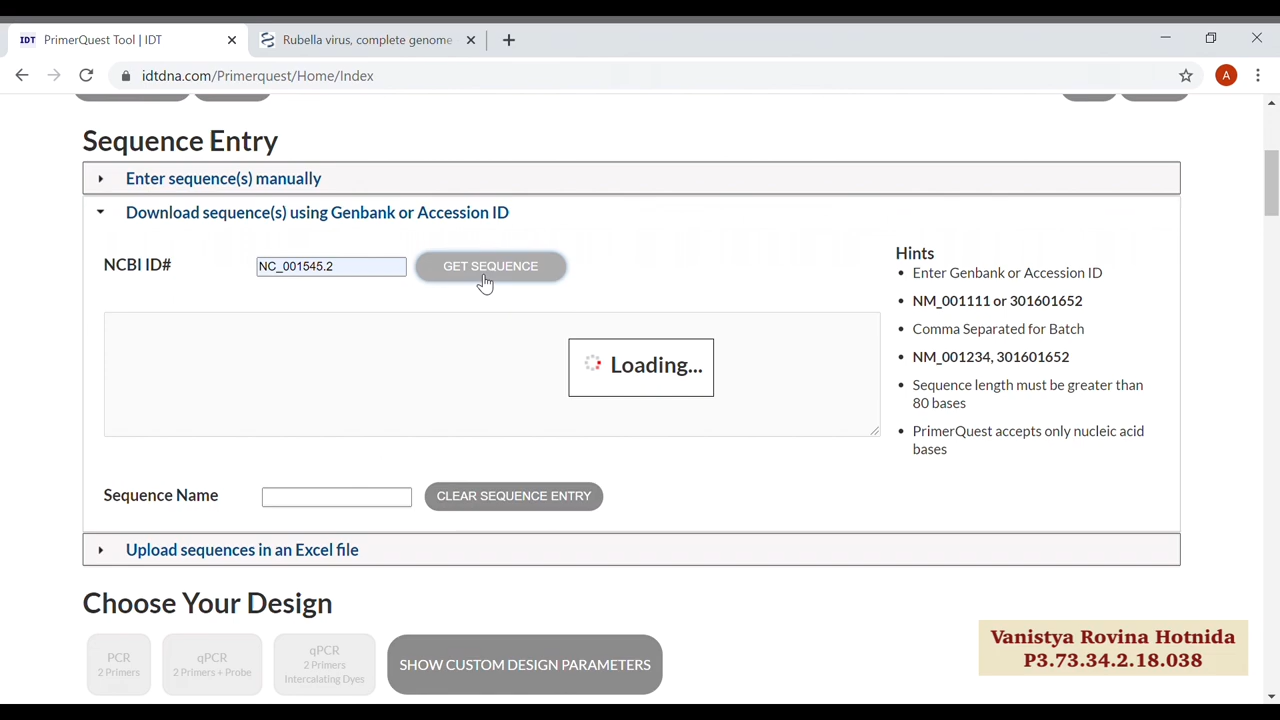 IDT PrimerQuest Tool | IDT
Rubella virus, complete genome
idtdna.com/Primerquest/Home/Index
A
Sequence Entry
Enter sequence(s) manually
Download sequence(s) using Genbank or Accession ID
NCBI ID#
NC_001545.2
GET SEQUENCE
Loading...
Hints
• Enter Genbank or Accession ID
• NM_001111 or 301601652
• Comma Separated for Batch
• NM_001234, 301601652
• Sequence length must be greater than
80 bases
• PrimerQuest accepts only nucleic acid
bases
Sequence Name
CLEAR SEQUENCE ENTRY
Upload sequences in an Excel file
Choose Your Design
PCR
2 Primers
qPCR
2 Primers + Probe
qPCR
2 Primers
Intercalating Dyes
SHOW CUSTOM DESIGN PARAMETERS
Vanistya Rovina Hotnida
P3.73.34.2.18.038